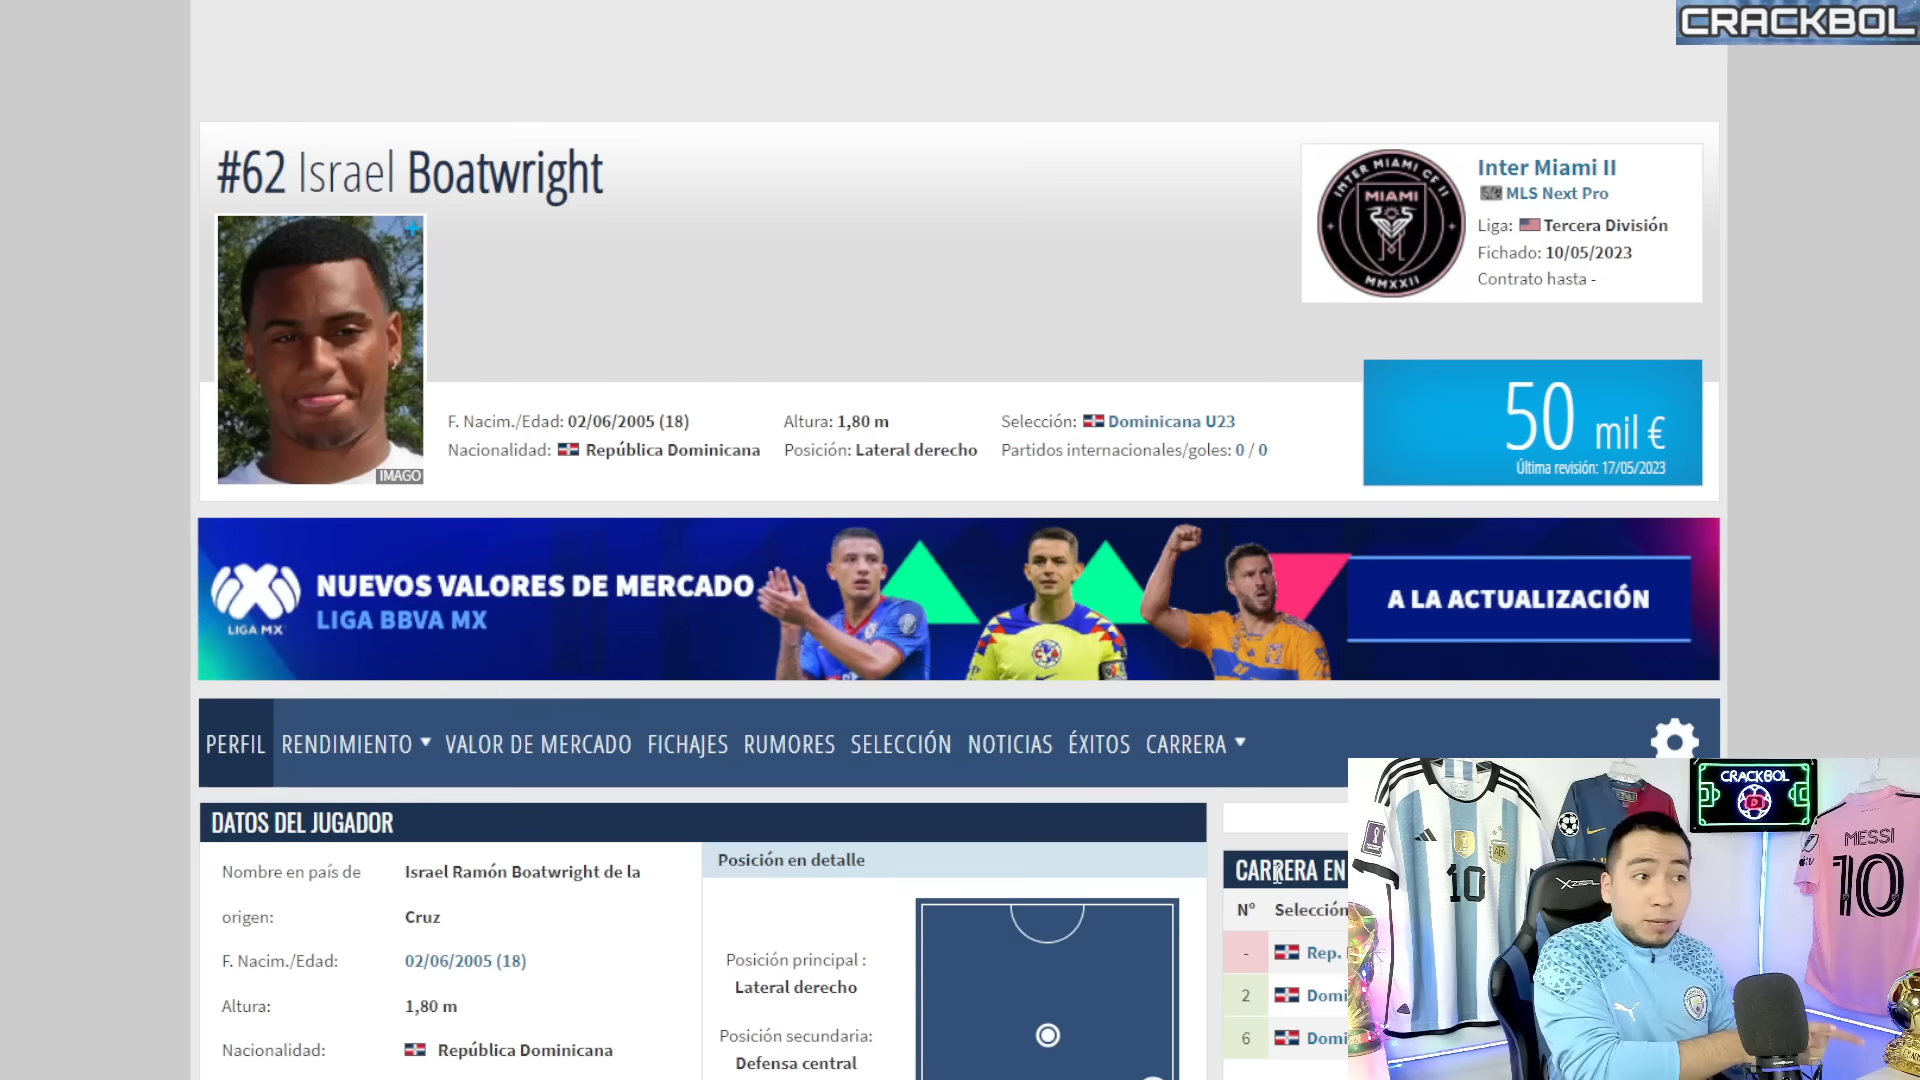 CRACKBOL
#62 Israel Boatwright
INTER MIAMI CF II
MIAMI
MMXXII
Inter Miami II
MLS Next Pro
Liga: Tercera División
Fichado: 10/05/2023
Contrato hasta -
IMAGO
F. Nacim./Edad: 02/06/2005 (18)
Altura: 1,80 m
Selección: Dominicana U23
Nacionalidad: República Dominicana
Posición: Lateral derecho
Partidos internacionales/goles: 0 / 0
50 mil €
Última revisión: 17/05/2023
LIGA MX
NUEVOS VALORES DE MERCADO
LIGA BBVA MX
A LA ACTUALIZACIÓN
PERFIL RENDIMIENTO VALOR DE MERCADO FICHAJES RUMORES SELECCIÓN NOTICIAS ÉXITOS CARRERA
DATOS DEL JUGADOR
Nombre en país de origen:
Israel Ramón Boatwright de la Cruz
F. Nacim./Edad: 02/06/2005 (18)
Altura: 1,80 m
Nacionalidad: República Dominicana
Posición en detalle
Posición principal :
Lateral derecho
Posición secundaria:
Defensa central
CARRERA EN
Nº Selección
- Rep.
2 Domi
6 Domi
CRACKBOL
10
MESSI
10